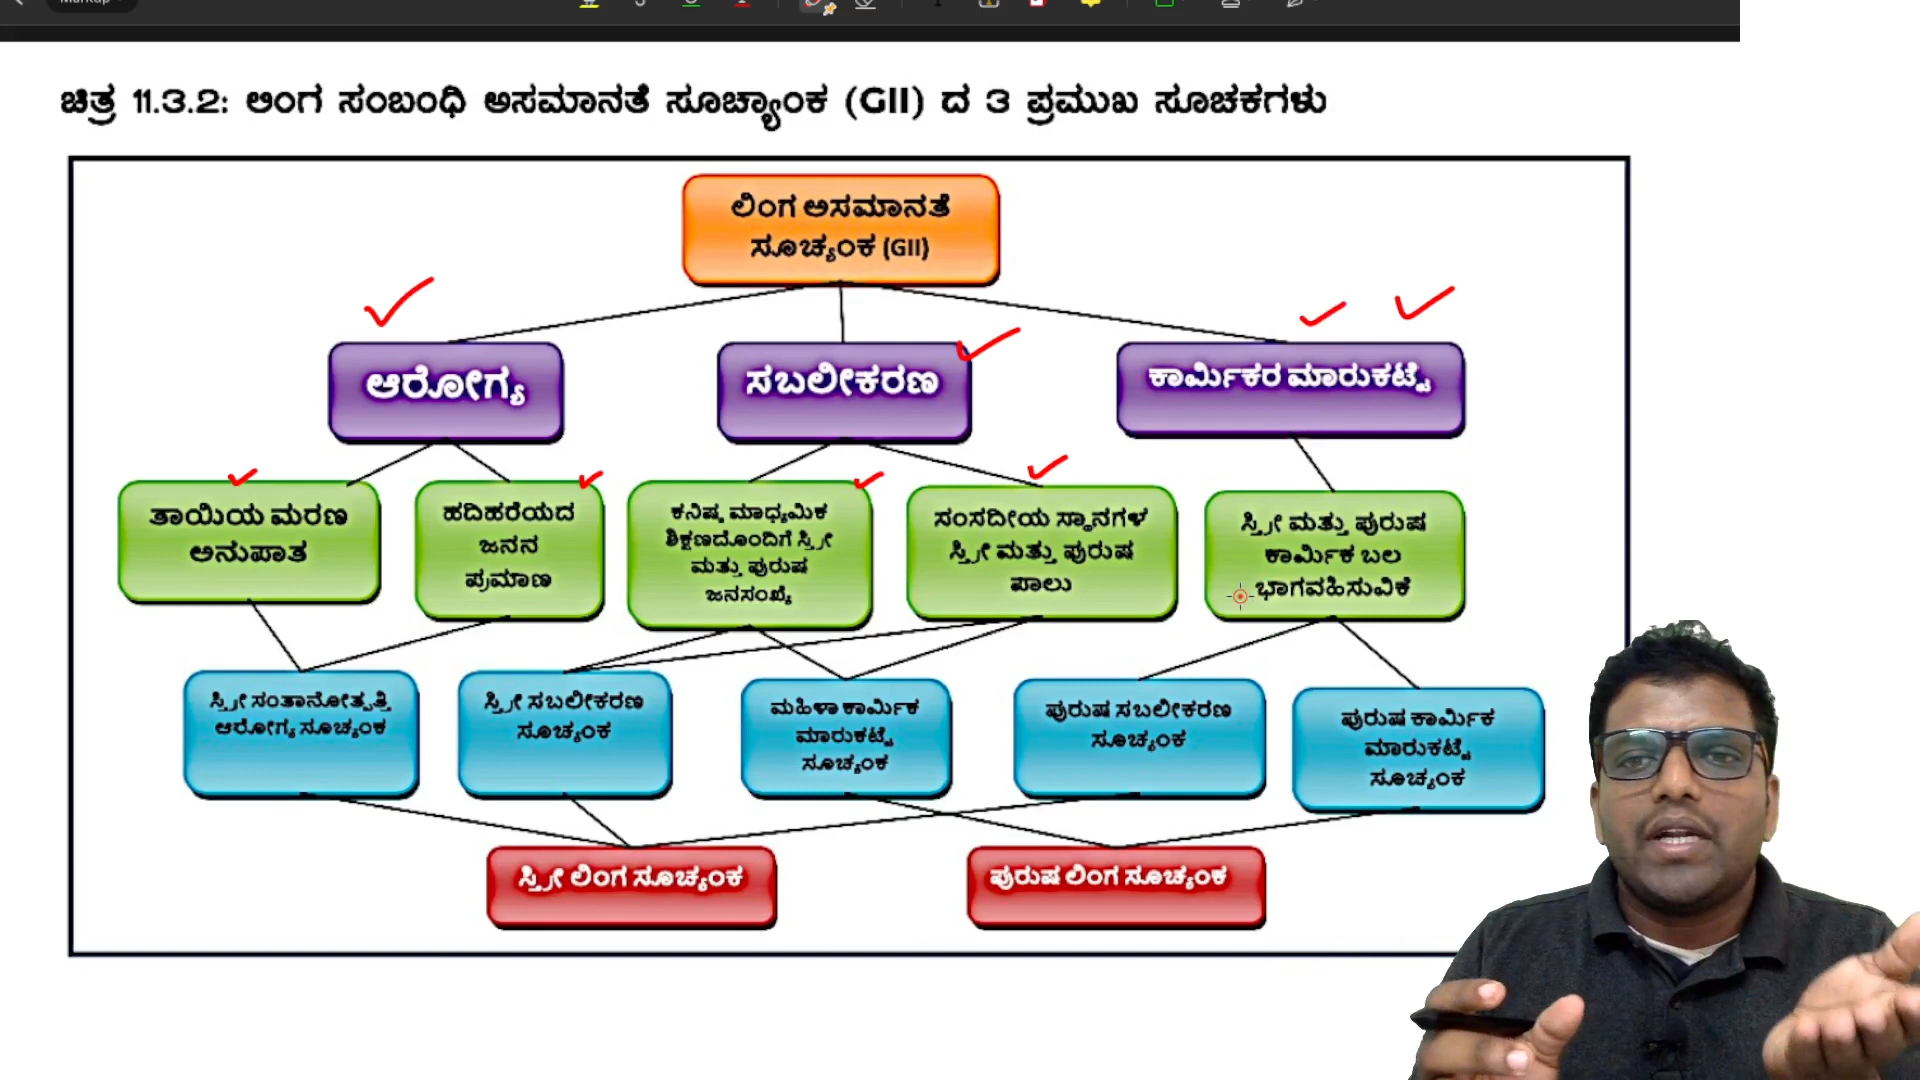 ಚಿತ್ರ 11.3.2: ಲಿಂಗ ಸಂಬಂಧಿ ಅಸಮಾನತೆ ಸೂಚ್ಯಾಂಕ (GII) ದ 3 ಪ್ರಮುಖ ಸೂಚಕಗಳು
ಲಿಂಗ ಅಸಮಾನತೆ
ಸೂಚ್ಯಂಕ (GII)
ಆರೋಗ್ಯ
ಸಬಲೀಕರಣ
ಕಾರ್ಮಿಕರ ಮಾರುಕಟ್ಟೆ
ತಾಯಿಯ ಮರಣ
ಅನುಪಾತ
ಹದಿಹರೆಯದ
ಜನನ
ಪ್ರಮಾಣ
ಕನಿಷ್ಠ ಮಾಧ್ಯಮಿಕ
ಶಿಕ್ಷಣದೊಂದಿಗೆ ಸ್ತ್ರೀ
ಮತ್ತು ಪುರುಷ
ಜನಸಂಖ್ಯೆ
ಸಂಸದೀಯ ಸ್ಥಾನಗಳ
ಸ್ತ್ರೀ ಮತ್ತು ಪುರುಷ
ಪಾಲು
ಸ್ತ್ರೀ ಮತ್ತು ಪುರುಷ
ಕಾರ್ಮಿಕ ಬಲ
ಭಾಗವಹಿಸುವಿಕೆ
ಸ್ತ್ರೀ ಸಂತಾನೋತ್ಪತ್ತಿ
ಆರೋಗ್ಯ ಸೂಚ್ಯಂಕ
ಸ್ತ್ರೀ ಸಬಲೀಕರಣ
ಸೂಚ್ಯಂಕ
ಮಹಿಳಾ ಕಾರ್ಮಿಕ
ಮಾರುಕಟ್ಟೆ
ಸೂಚ್ಯಂಕ
ಪುರುಷ ಸಬಲೀಕರಣ
ಸೂಚ್ಯಂಕ
ಪುರುಷ ಕಾರ್ಮಿಕ
ಮಾರುಕಟ್ಟೆ
ಸೂಚ್ಯಂಕ
ಸ್ತ್ರೀ ಲಿಂಗ ಸೂಚ್ಯಂಕ
ಪುರುಷ ಲಿಂಗ ಸೂಚ್ಯಂಕ